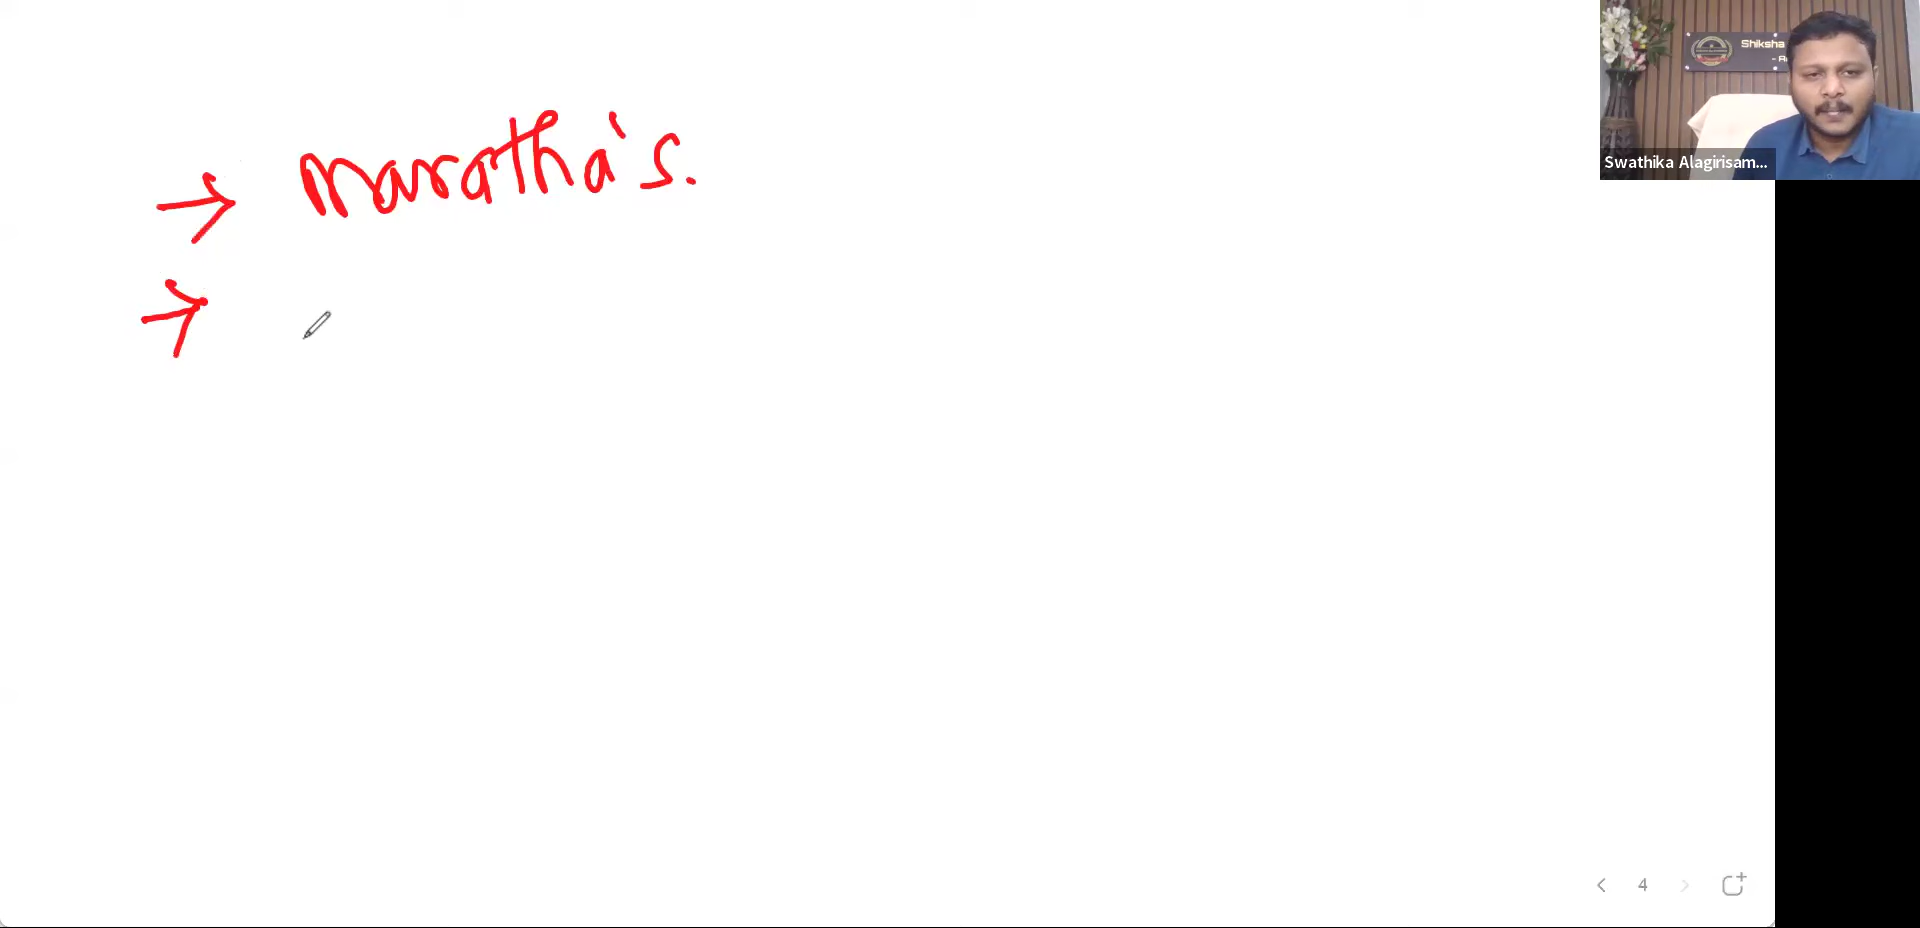 → Maratha's.
→
Shiksha
Swathika Alagirisam...
4